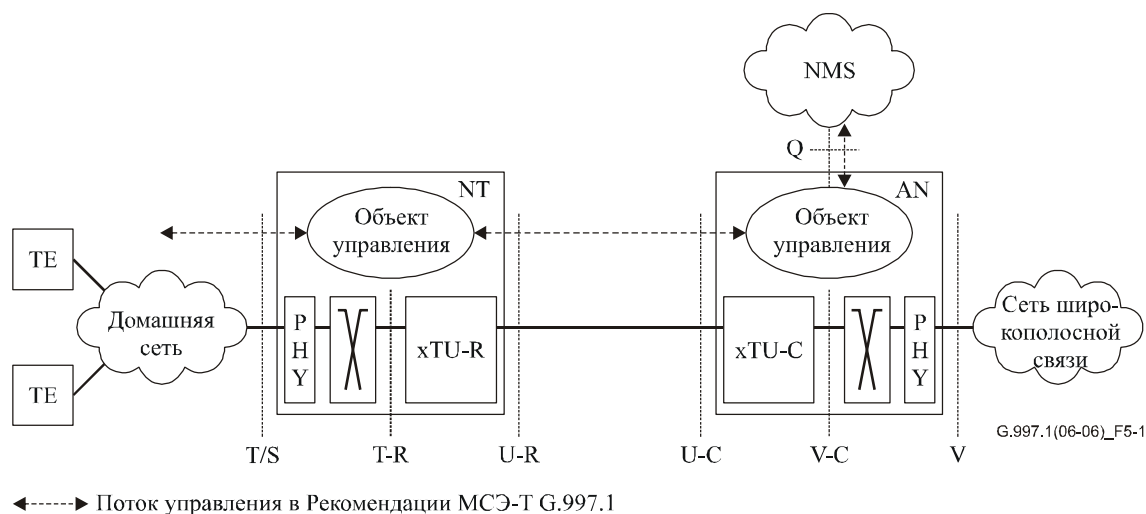 NMS
Q
NT
AN
Объект
управления
Объект
управления
TE
TE
Домашняя
сеть
P
H
Y
xTU-R
xTU-C
P
H
Y
Сеть широ-
кополосной
связи
G.997.1(06-06)_F5-1
T/S
T-R
U-R
U-C
V-C
V
Поток управления в Рекомендации МСЭ-Т G.997.1